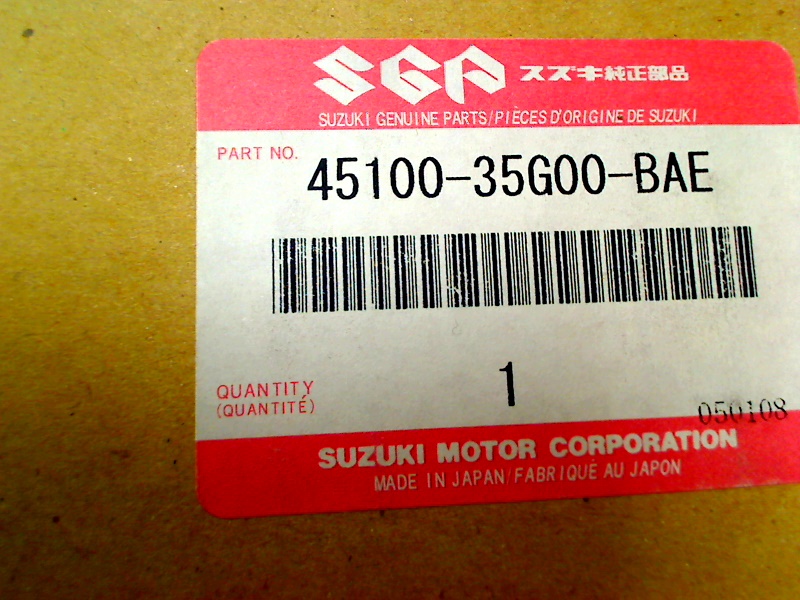 SGP スズキ純正部品
SUZUKI GENUINE PARTS/PIÈCES D'ORIGINE DE SUZUKI
PART NO. 45100-35G00-BAE
QUANTITY 1
(QUANTITÉ)
050108
SUZUKI MOTOR CORPORATION
MADE IN JAPAN/FABRIQUÉ AU JAPON